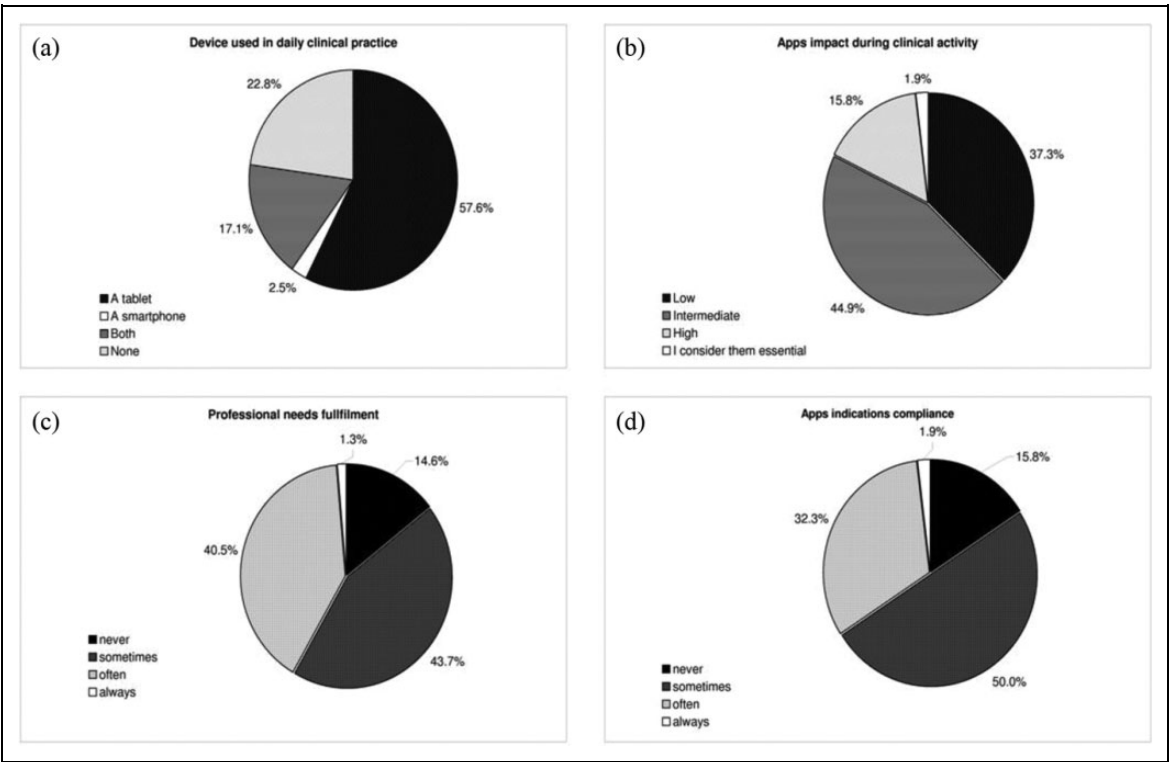 (a)
Device used in daily clinical practice
22.8%
57.6%
17.1%
2.5%
A tablet
A smartphone
Both
None
(b)
Apps impact during clinical activity
1.9%
15.8%
37.3%
44.9%
Low
Intermediate
High
I consider them essential
(c)
Professional needs fullfilment
1.3%
14.6%
40.5%
43.7%
never
sometimes
often
always
(d)
Apps indications compliance
1.9%
15.8%
32.3%
50.0%
never
sometimes
often
always